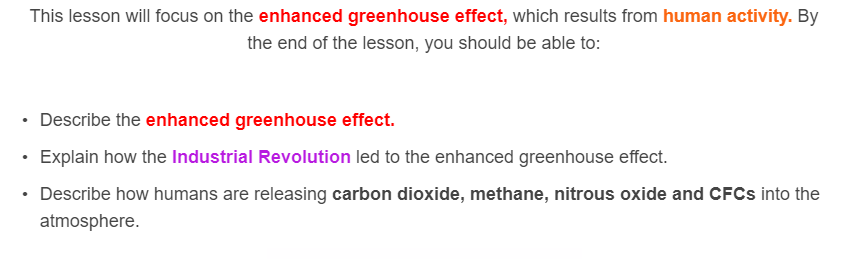 This lesson will focus on the enhanced greenhouse effect, which results from human activity. By
the end of the lesson, you should be able to:
• Describe the enhanced greenhouse effect.
• Explain how the Industrial Revolution led to the enhanced greenhouse effect.
• Describe how humans are releasing carbon dioxide, methane, nitrous oxide and CFCs into the
atmosphere.